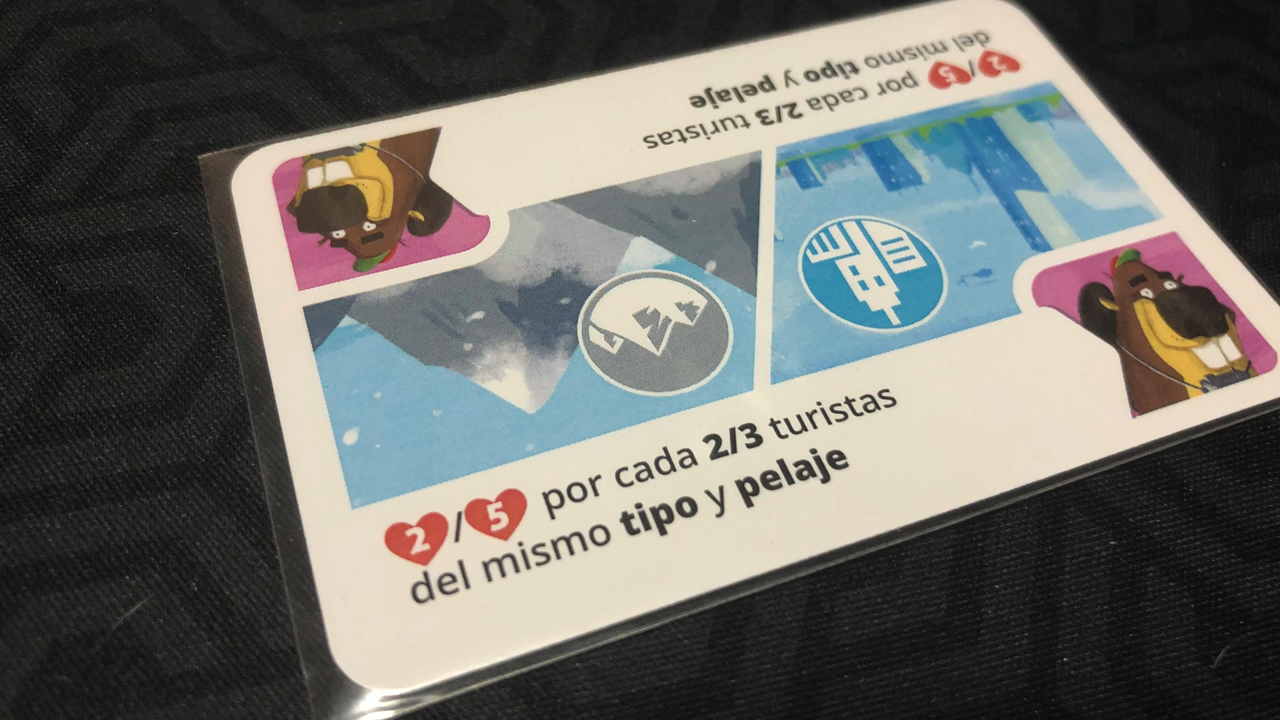 2/5 por cada 2/3 turistas
del mismo tipo y pelaje
2/5 por cada 2/3 turistas
del mismo tipo y pelaje